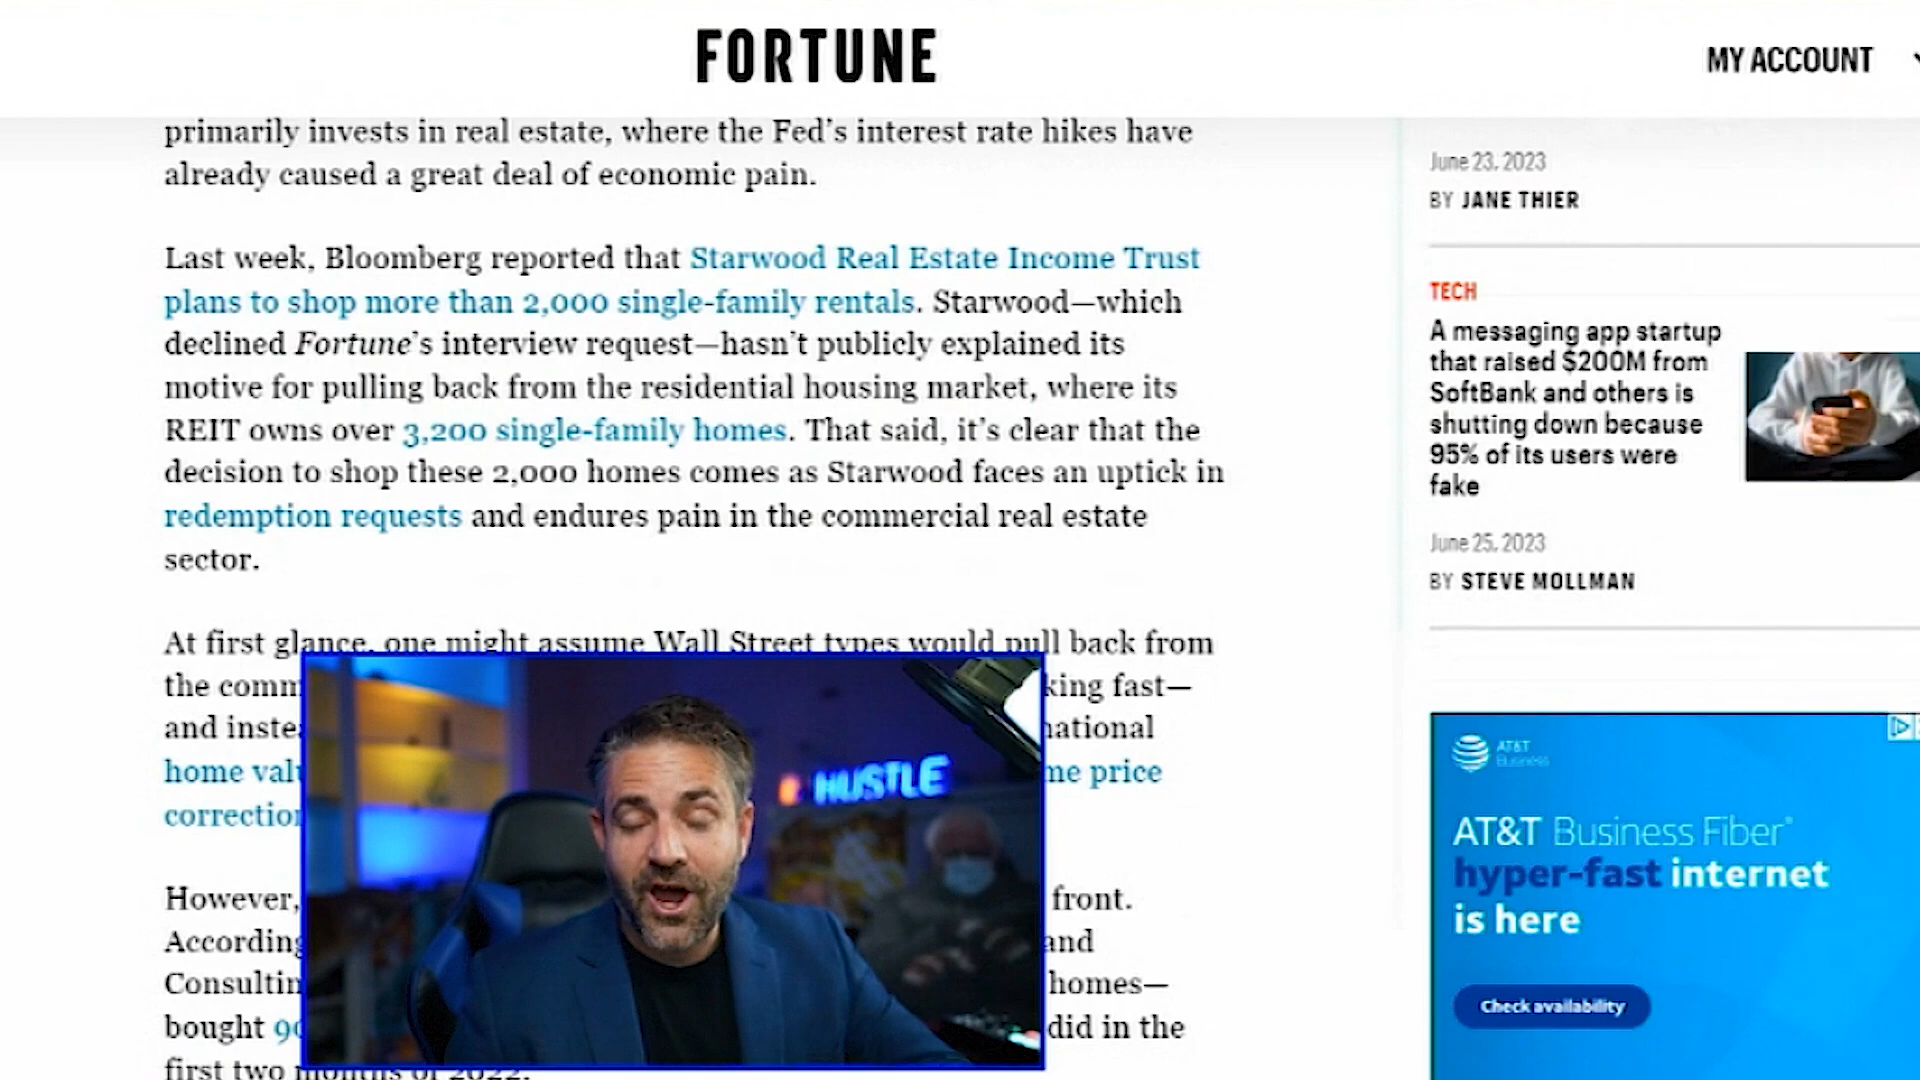 FORTUNE
MY ACCOUNT
primarily invests in real estate, where the Fed's interest rate hikes have
already caused a great deal of economic pain.
Last week, Bloomberg reported that Starwood Real Estate Income Trust
plans to shop more than 2,000 single-family rentals. Starwood—which
declined Fortune's interview request—hasn't publicly explained its
motive for pulling back from the residential housing market, where its
REIT owns over 3,200 single-family homes. That said, it's clear that the
decision to shop these 2,000 homes comes as Starwood faces an uptick in
redemption requests and endures pain in the commercial real estate
sector.
At first glance, one might assume Wall Street types would pull back from
the comm king fast—
and inste national
home val me price
correction
However, front.
According and
Consultin homes—
bought 90 did in the
first two months of 2022.
HUSTLE
June 23, 2023
BY JANE THIER
TECH
A messaging app startup
that raised $200M from
SoftBank and others is
shutting down because
95% of its users were
fake
June 25, 2023
BY STEVE MOLLMAN
AT&T
Business
AT&T Business Fiber®
hyper-fast internet
is here
Check availability